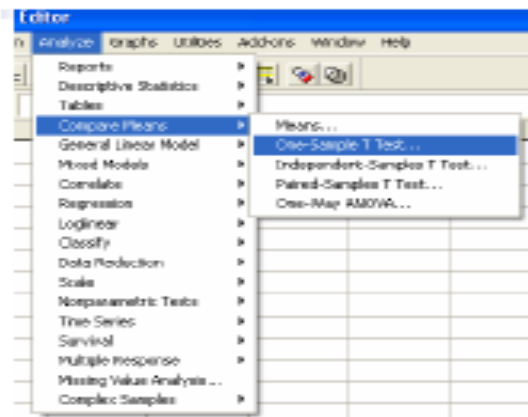 Editor
Analyze Graphs Utilities Add-ons Window Help
Reports
Descriptive Statistics
Tables
Compare Means
General Linear Model
Mixed Models
Correlate
Regression
Loglinear
Classify
Data Reduction
Scale
Nonparametric Tests
Time Series
Survival
Multiple Response
Missing Value Analysis...
Complex Samples
Means...
One-Sample T Test...
Independent-Samples T Test...
Paired-Samples T Test...
One-Way ANOVA...